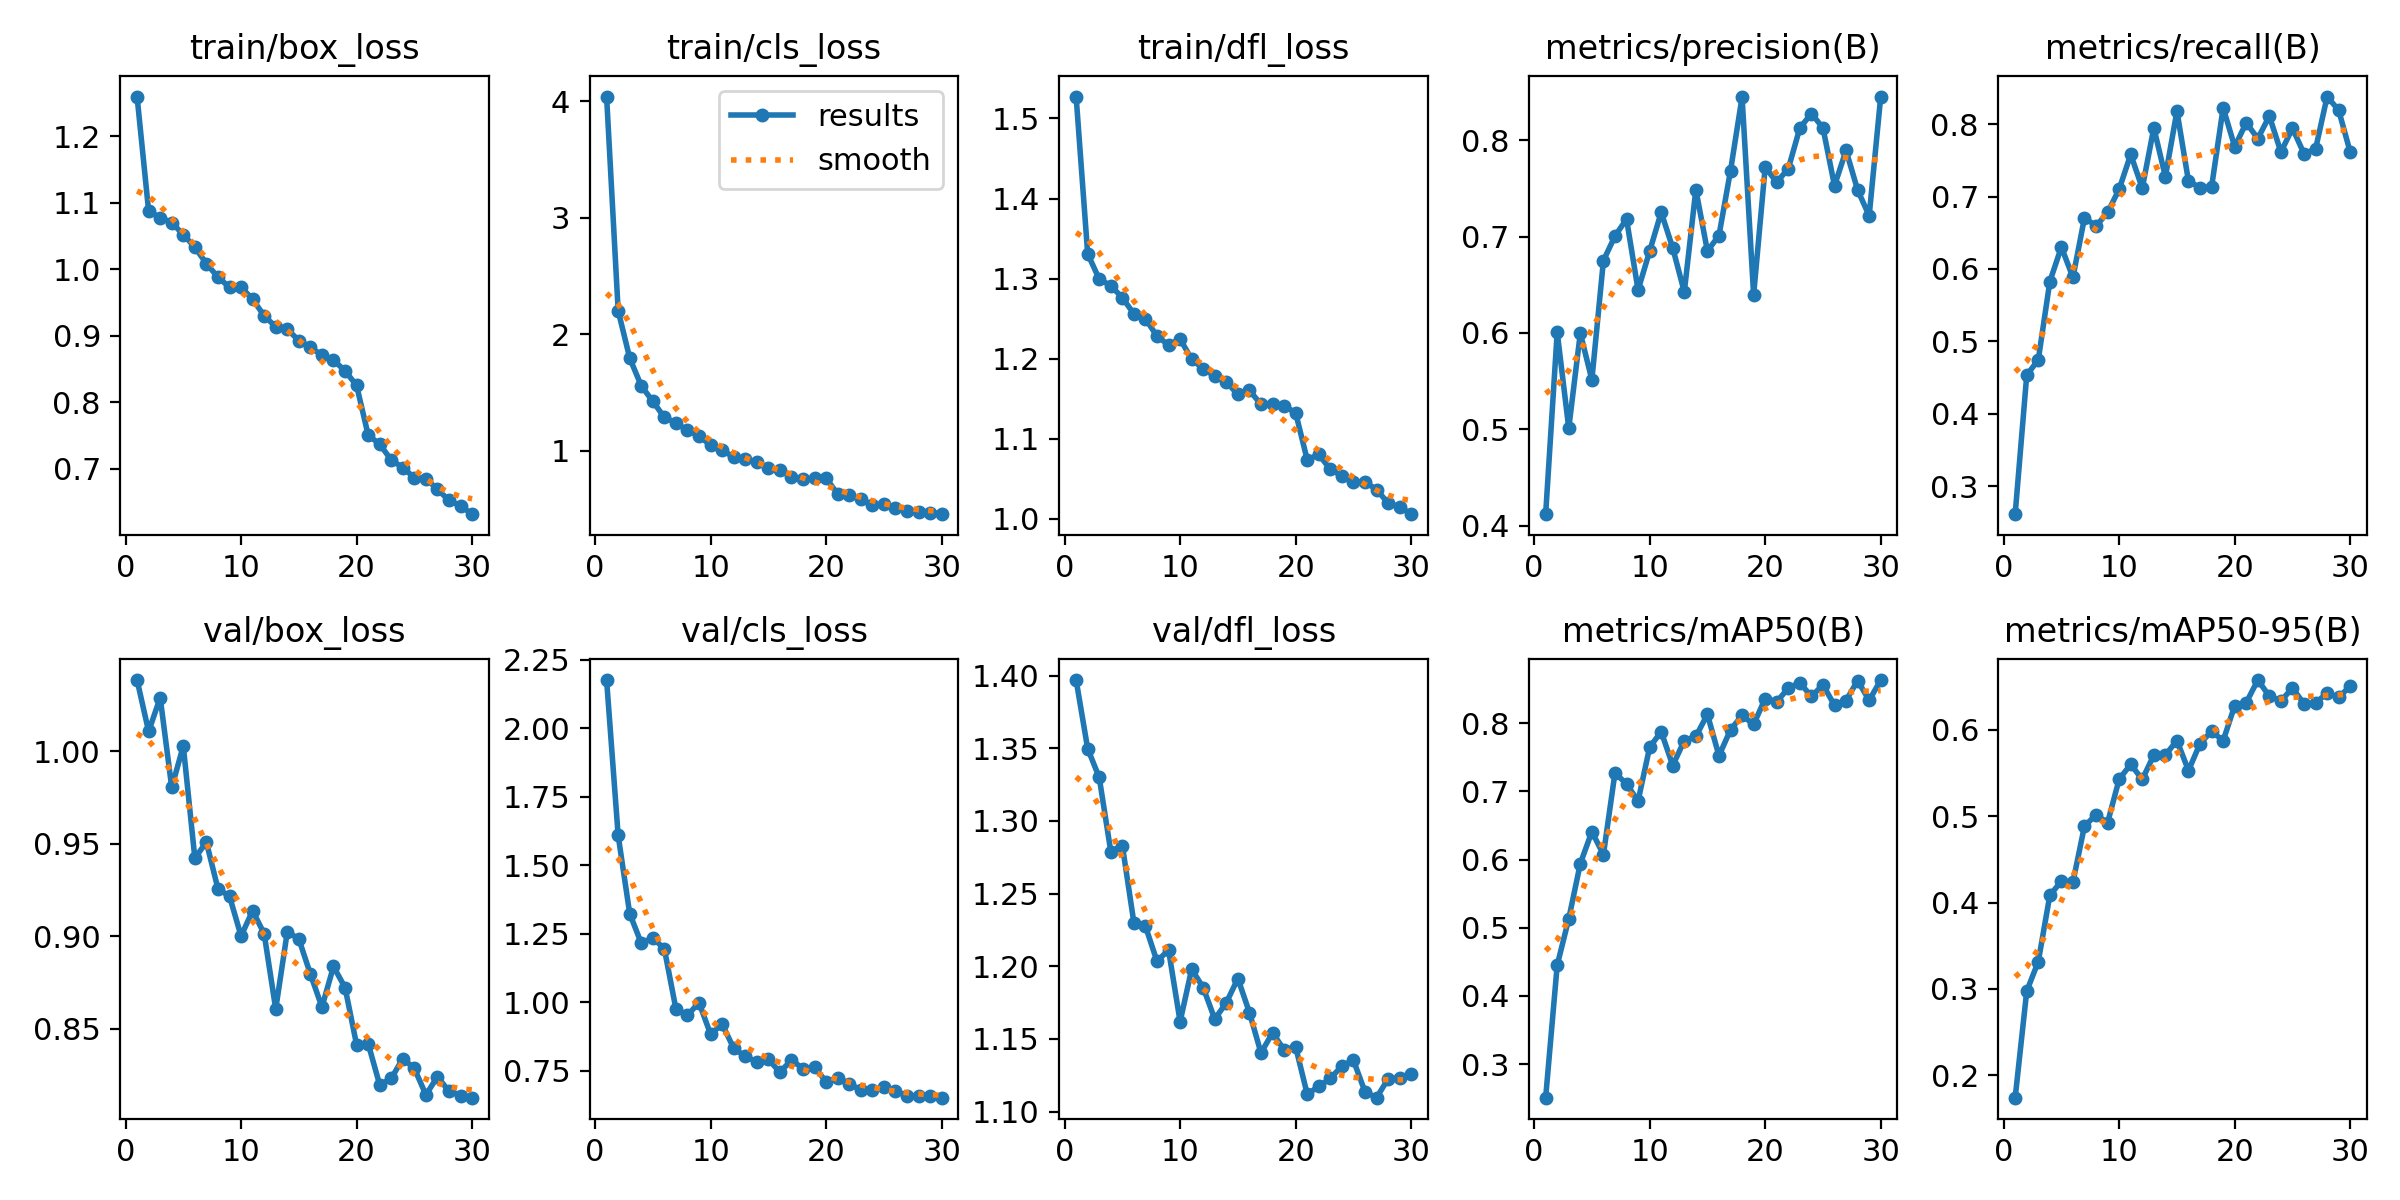 train/box_loss
1.2
1.1
1.0
0.9
0.8
0.7
0 10 20 30
train/cls_loss
results
smooth
4
3
2
1
0 10 20 30
train/dfl_loss
1.5
1.4
1.3
1.2
1.1
1.0
0 10 20 30
metrics/precision(B)
0.8
0.7
0.6
0.5
0.4
0 10 20 30
metrics/recall(B)
0.8
0.7
0.6
0.5
0.4
0.3
0 10 20 30
val/box_loss
1.00
0.95
0.90
0.85
0 10 20 30
val/cls_loss
2.25
2.00
1.75
1.50
1.25
1.00
0.75
0 10 20 30
val/dfl_loss
1.40
1.35
1.30
1.25
1.20
1.15
1.10
0 10 20 30
metrics/mAP50(B)
0.8
0.7
0.6
0.5
0.4
0.3
0 10 20 30
metrics/mAP50-95(B)
0.6
0.5
0.4
0.3
0.2
0 10 20 30